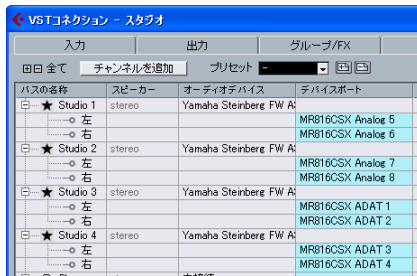 VSTコネクション - スタジオ
入力 出力 グループ/FX
全て チャンネルを追加 プリセット -
バスの名称 スピーカー オーディオデバイス デバイスポート
Studio 1 stereo Yamaha Steinberg FW A
左 MR816CSX Analog 5
右 MR816CSX Analog 6
Studio 2 stereo Yamaha Steinberg FW A
左 MR816CSX Analog 7
右 MR816CSX Analog 8
Studio 3 stereo Yamaha Steinberg FW A
左 MR816CSX ADAT 1
右 MR816CSX ADAT 2
Studio 4 stereo Yamaha Steinberg FW A
左 MR816CSX ADAT 3
右 MR816CSX ADAT 4